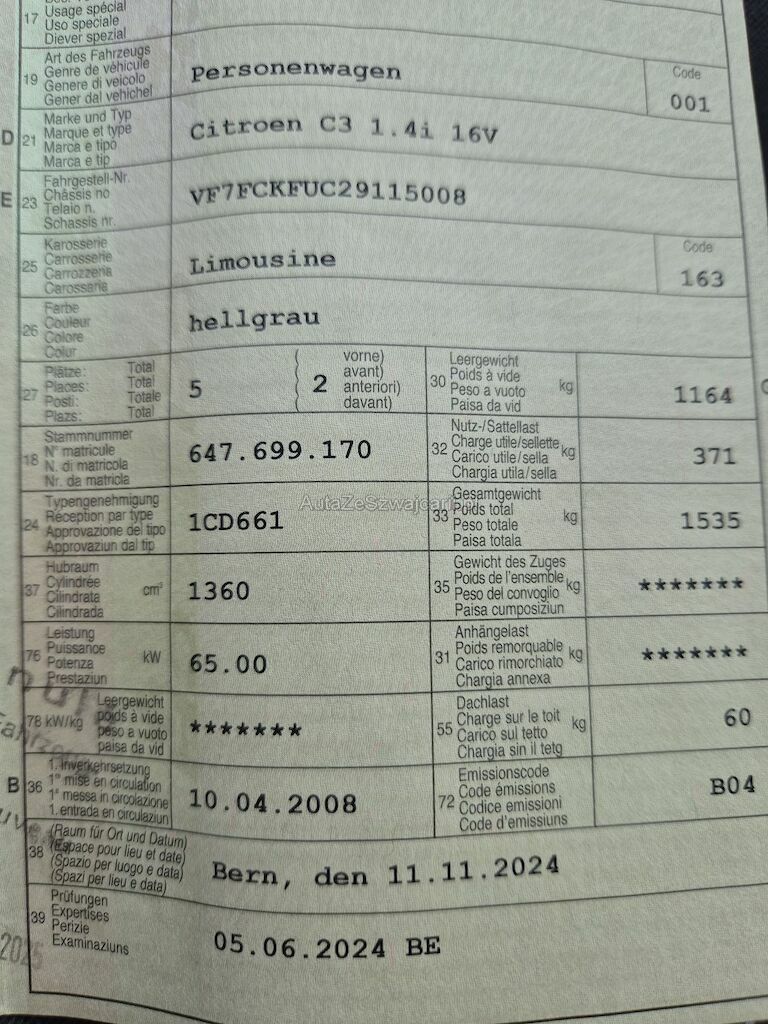 17 Usage spécial
Uso speciale
Diever spezial
19 Art des Fahrzeugs
Genre de véhicule
Genere di veicolo
Gener dal vehichel
Personenwagen
Code
001
D 21 Marke und Typ
Marque et type
Marca e tipo
Marca e tip
Citroen C3 1.4i 16V
E 23 Fahrgestell-Nr.
Châssis no
Telaio n.
Schassis nr.
VF7FCKFUC29115008
25 Karosserie
Carrosserie
Carrozzeria
Carossaria
Limousine
Code
163
26 Farbe
Couleur
Colore
Colur
hellgrau
27 Plätze: Total
Places: Total
Posti: Totale
Plazs: Total
5
( vorne)
( avant)
( anteriori)
( davant)
2
30 Leergewicht
Poids à vide
Peso a vuoto
Paisa da vid
kg
1164
18 Stammnummer
N° matricule
N. di matricola
Nr. da matricla
647.699.170
32 Nutz-/Sattellast
Charge utile/sellette
Carico utile/sella
Chargia utila/sella
kg
371
24 Typengenehmigung
Réception par type
Approvazione del tipo
Approvaziun dal tip
1CD661
AutaZeSzwajcarii.pl
33 Gesamtgewicht
Poids total
Peso totale
Paisa totala
kg
1535
37 Hubraum
Cylindrée
Cilindrata
Cilindrada
cm³
1360
35 Gewicht des Zuges
Poids de l'ensemble
Peso del convoglio
Paisa cumposiziun
kg
*******
76 Leistung
Puissance
Potenza
Prestaziun
kW
65.00
31 Anhängelast
Poids remorquable
Carico rimorchiato
Chargia annexa
kg
*******
78 kW/kg Leergewicht
poids à vide
peso a vuoto
paisa da vid
*******
55 Dachlast
Charge sur le toit
Carico sul tetto
Chargia sin il tetg
kg
60
B 36 1. Inverkehrsetzung
1re mise en circulation
1a messa in circolazione
1. entrada en circulaziun
10.04.2008
72 Emissionscode
Code émissions
Codice emissioni
Code d'emissiuns
B04
38 (Raum für Ort und Datum)
(Espace pour lieu et date)
(Spazio per luogo e data)
(Spazi per lieu e data)
Bern, den 11.11.2024
39 Prüfungen
Expertises
Perizie
Examinaziuns
05.06.2024 BE